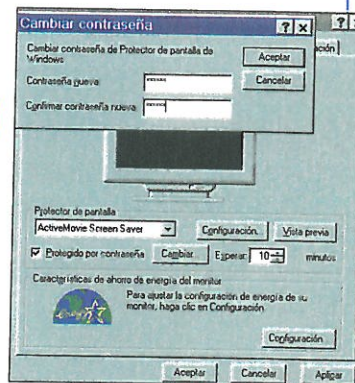 Cambiar contraseña
Cambiar contraseña de Protector de pantalla de
Windows
Aceptar
Contraseña nueva:
Cancelar
Confirmar contraseña nueva:
ación
Protector de pantalla
ActiveMovie Screen Saver
Configuración.
Vista previa
Protegido por contraseña
Cambiar.
Esperar:
10
minutos
Características de ahorro de energía del monitor
Para ajustar la configuración de energía de su
monitor, haga clic en Configuración
Configuración
Aceptar
Cancelar
Aplicar